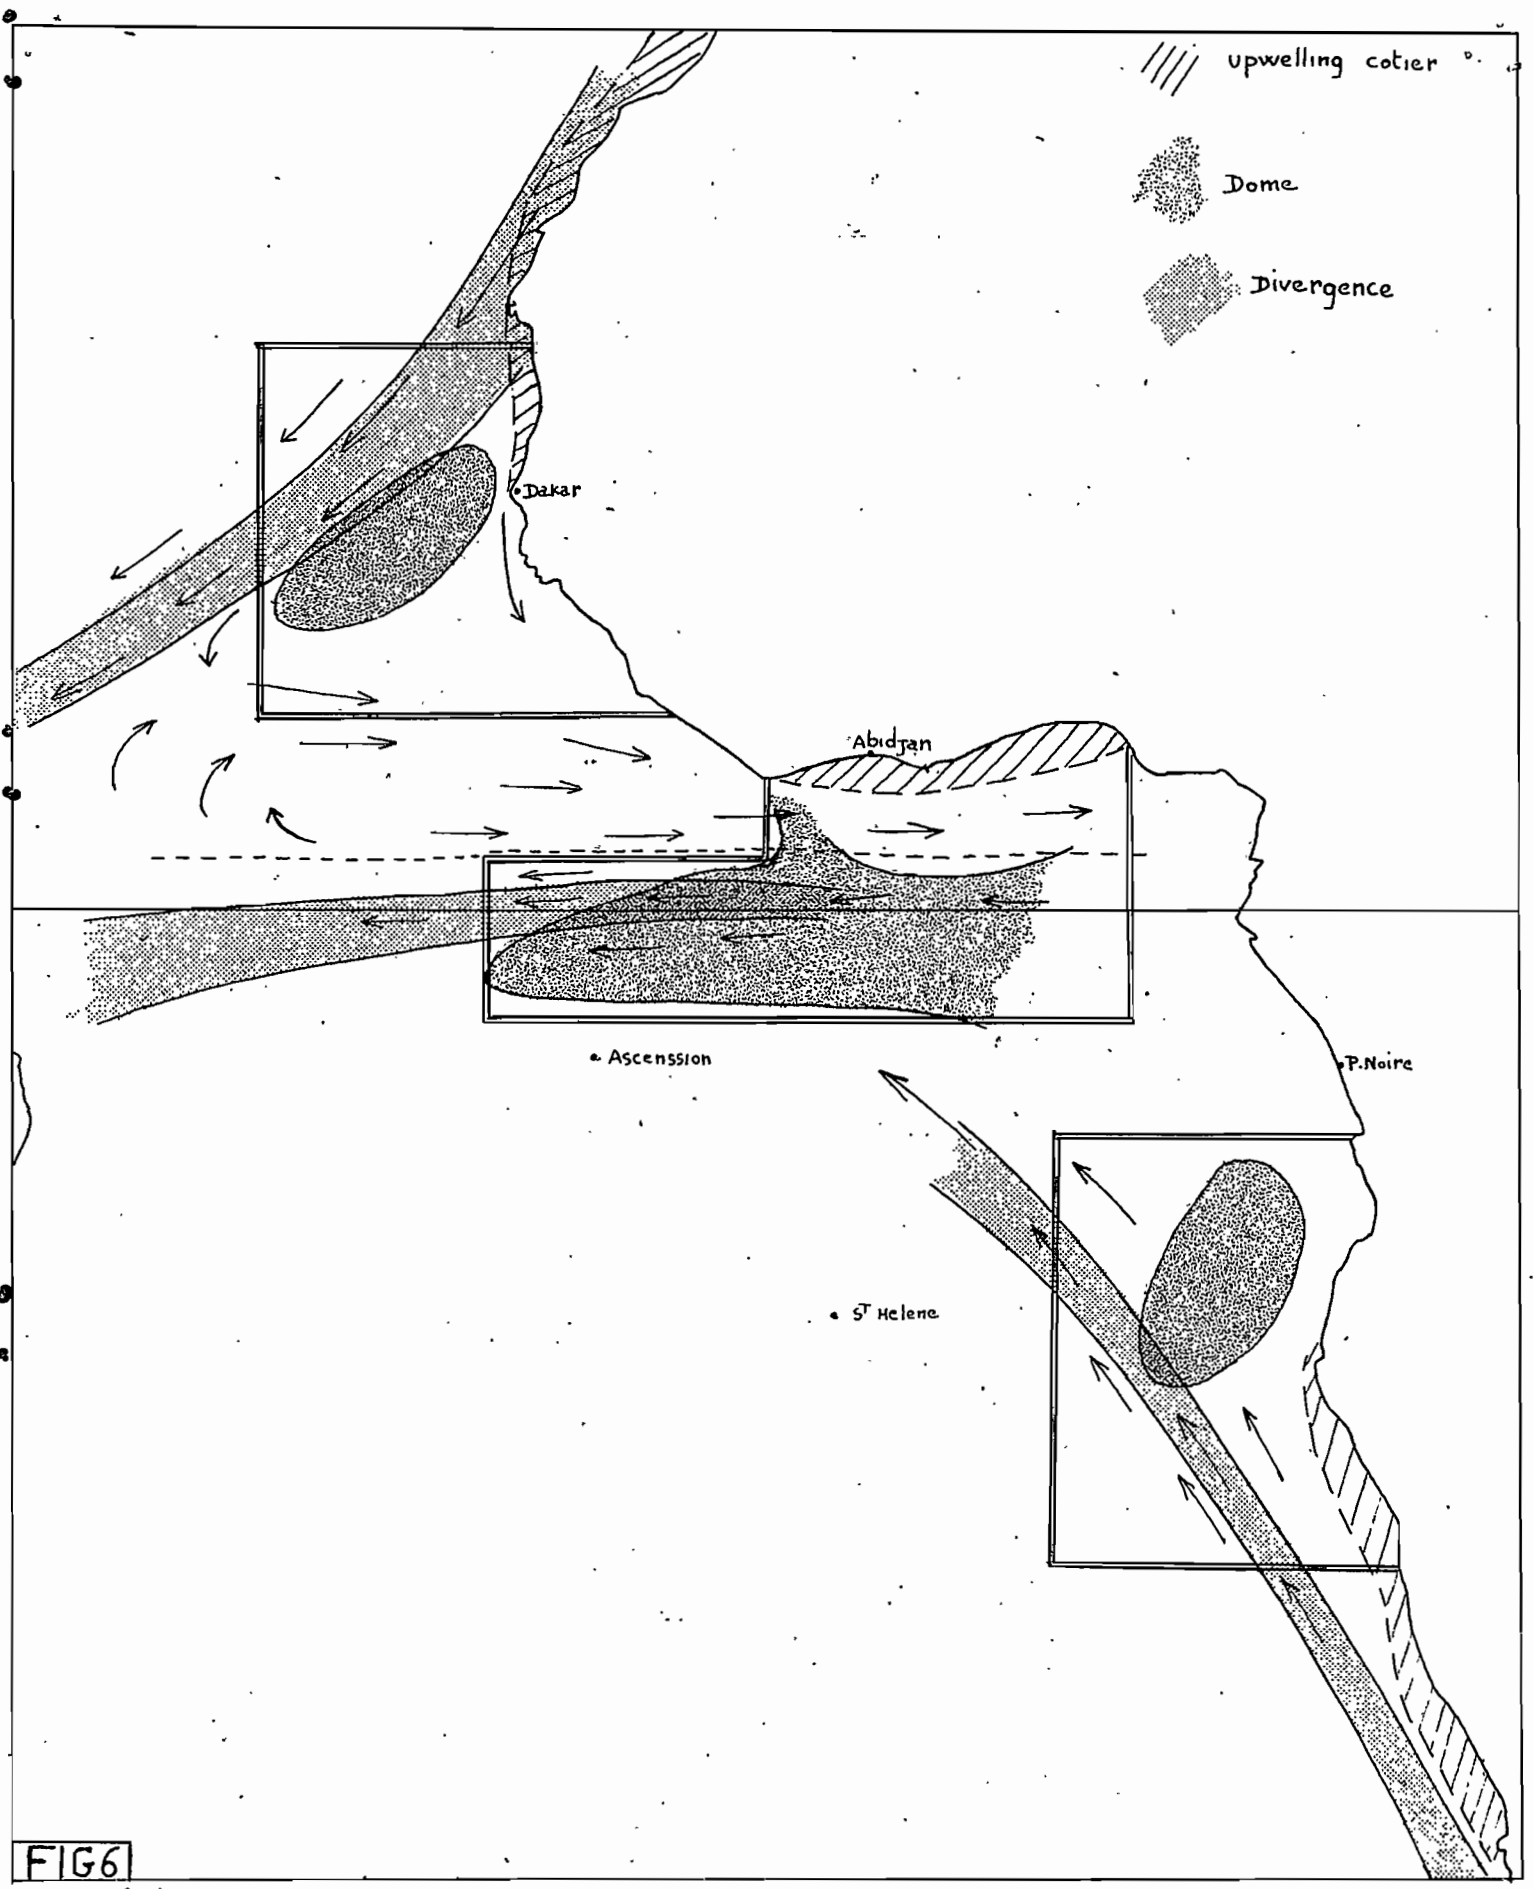 upwelling cotier
Dome
Divergence
Dakar
Abidjan
Ascenssion
P.Noire
ST Helene
FIG6